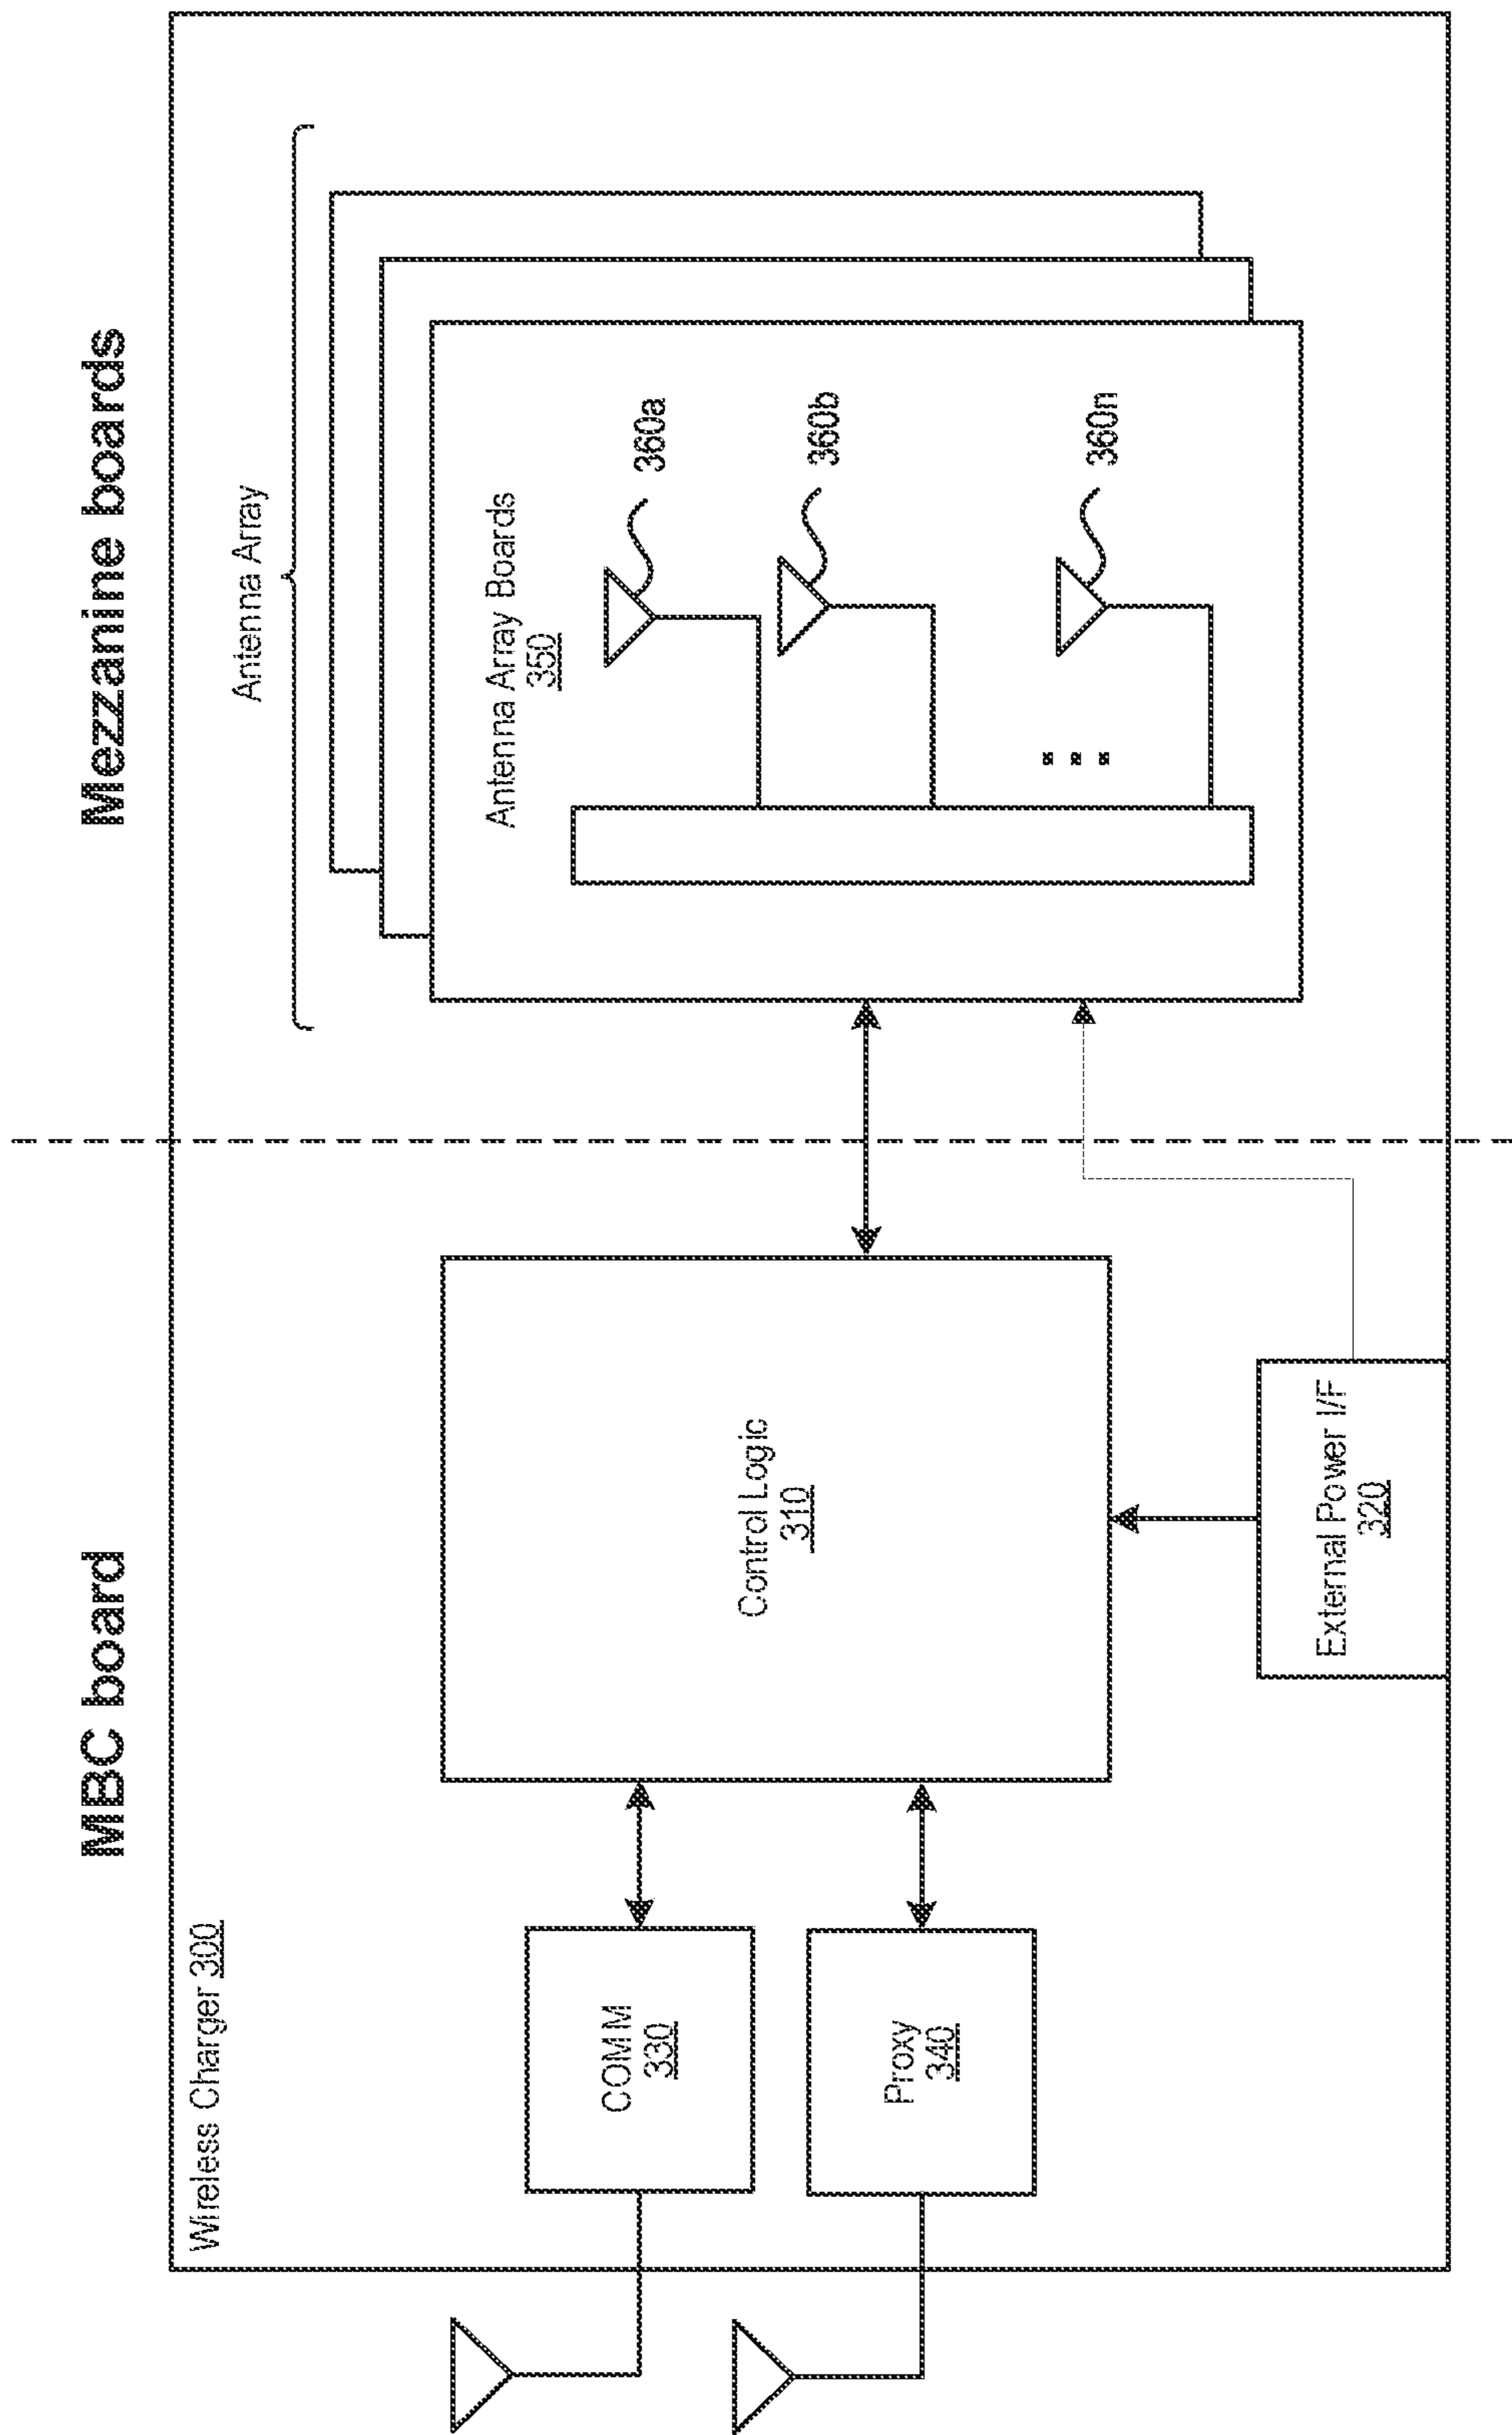 MBC board
Mezzanine boards
Wireless Charger 300
Antenna Array
Antenna Array Boards
350
360a
360b
360n
COMM
330
Proxy
340
Control Logic
310
External Power I/F
320